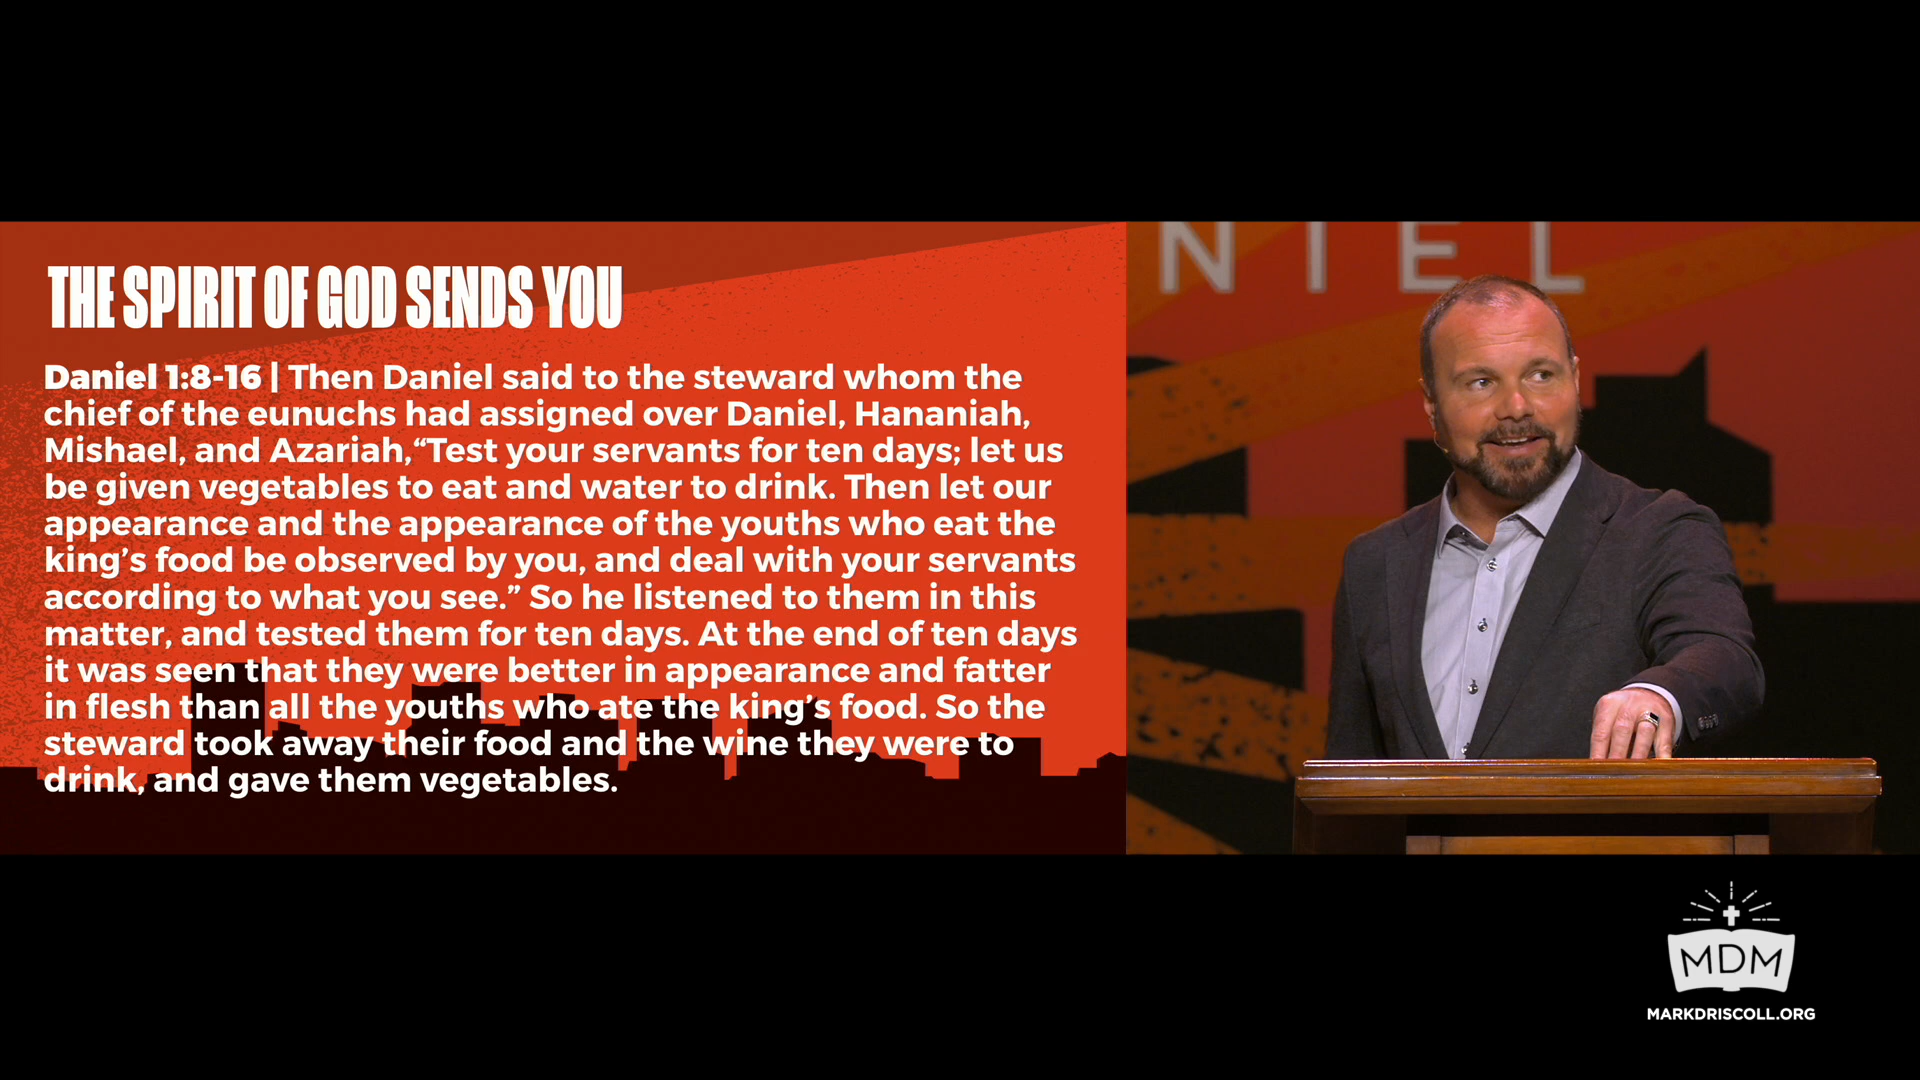 THE SPIRIT OF GOD SENDS YOU
Daniel 1:8-16 | Then Daniel said to the steward whom the
chief of the eunuchs had assigned over Daniel, Hananiah,
Mishael, and Azariah,“Test your servants for ten days; let us
be given vegetables to eat and water to drink. Then let our
appearance and the appearance of the youths who eat the
king’s food be observed by you, and deal with your servants
according to what you see.” So he listened to them in this
matter, and tested them for ten days. At the end of ten days
it was seen that they were better in appearance and fatter
in flesh than all the youths who ate the king’s food. So the
steward took away their food and the wine they were to
drink, and gave them vegetables.
NIEL
MDM
MARKDRISCOLL.ORG